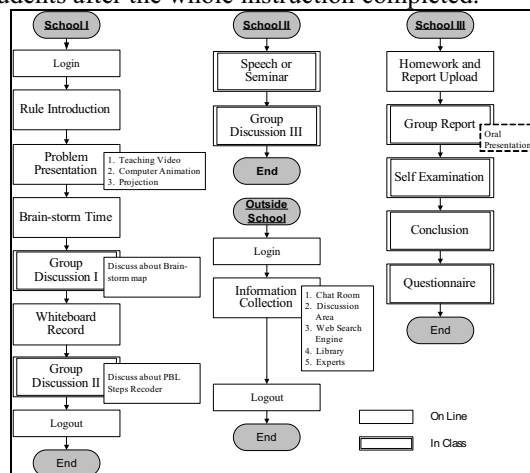 udents after the whole instruction completed.
School I
Login
Rule Introduction
Problem
Presentation
1. Teaching Video
2. Computer Animation
3. Projection
Brain-storm Time
Group
Discussion I
Discuss about Brain-
storm map
Whiteboard
Record
Group
Discussion II
Discuss about PBL
Steps Recoder
Logout
End
School II
Speech or
Seminar
Group
Discussion III
End
Outside
School
Login
Information
Collection
1. Chat Room
2. Discussion
Area
3. Web Search
Engine
4. Library
5. Experts
Logout
End
School III
Homework and
Report Upload
Group Report
Oral
Presentation
Self Examination
Conclusion
Questionnaire
End
On Line
In Class